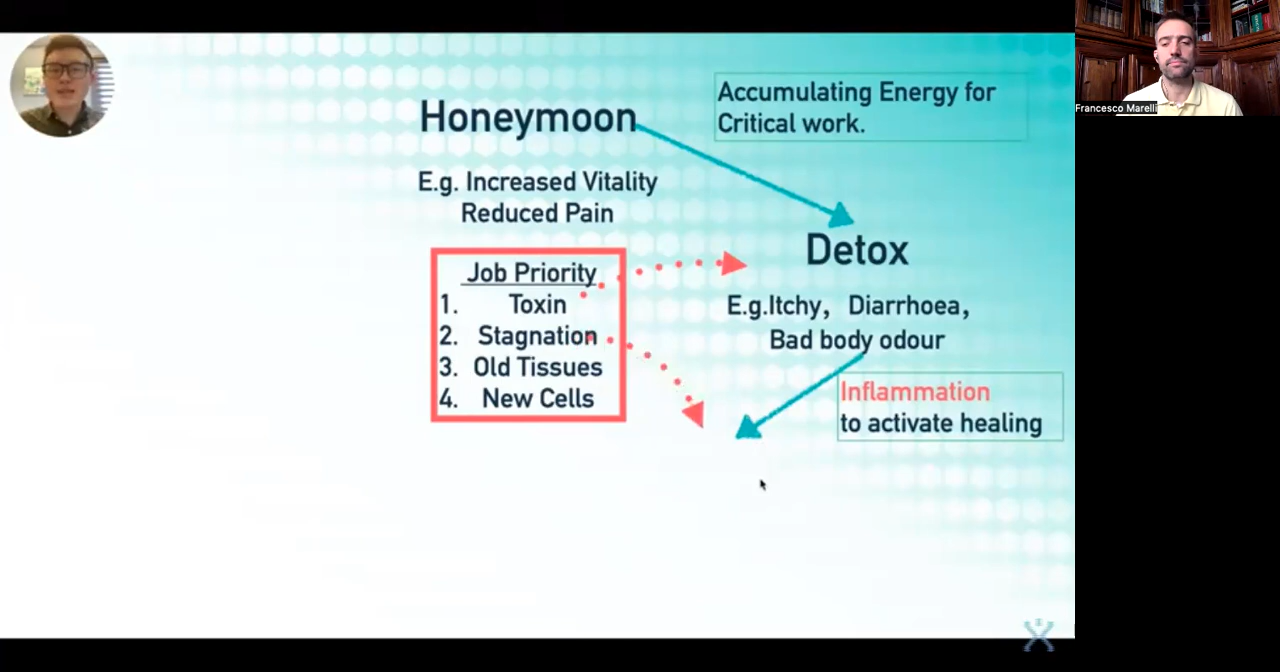 Honeymoon
Accumulating Energy for
Critical work.
E.g. Increased Vitality
Reduced Pain
Job Priority
1. Toxin
2. Stagnation
3. Old Tissues
4. New Cells
Detox
E.g.Itchy, Diarrhoea,
Bad body odour
Inflammation
to activate healing
Francesco Marelli